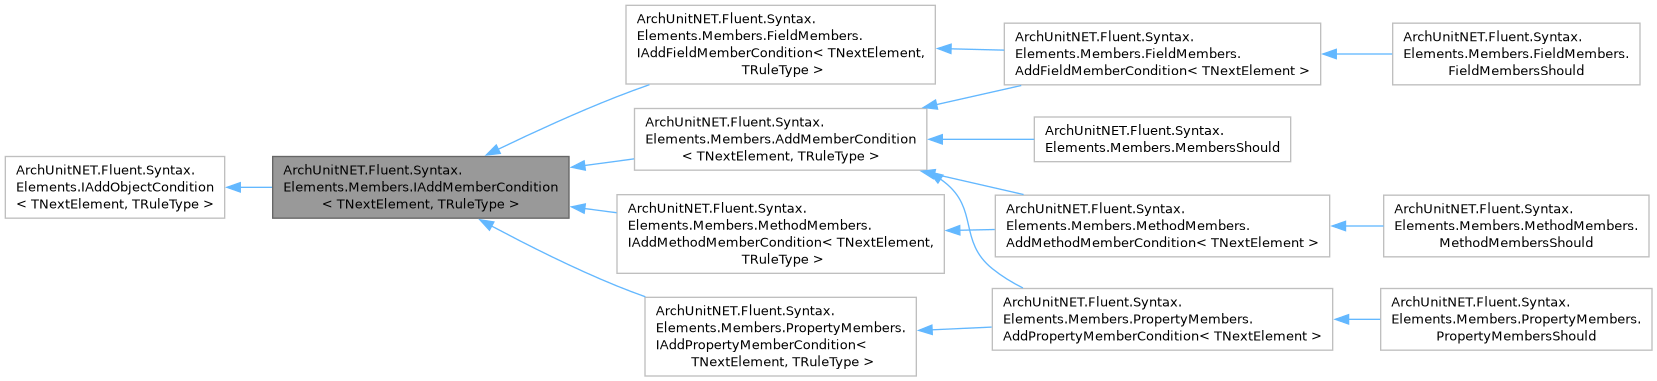 ArchUnitNET.Fluent.Syntax.
Elements.IAddObjectCondition
< TNextElement, TRuleType >
ArchUnitNET.Fluent.Syntax.
Elements.Members.IAddMemberCondition
< TNextElement, TRuleType >
ArchUnitNET.Fluent.Syntax.
Elements.Members.FieldMembers.
IAddFieldMemberCondition< TNextElement,
TRuleType >
ArchUnitNET.Fluent.Syntax.
Elements.Members.AddMemberCondition
< TNextElement, TRuleType >
ArchUnitNET.Fluent.Syntax.
Elements.Members.MethodMembers.
IAddMethodMemberCondition< TNextElement,
TRuleType >
ArchUnitNET.Fluent.Syntax.
Elements.Members.PropertyMembers.
IAddPropertyMemberCondition<
TNextElement, TRuleType >
ArchUnitNET.Fluent.Syntax.
Elements.Members.FieldMembers.
AddFieldMemberCondition< TNextElement >
ArchUnitNET.Fluent.Syntax.
Elements.Members.MembersShould
ArchUnitNET.Fluent.Syntax.
Elements.Members.MethodMembers.
AddMethodMemberCondition< TNextElement >
ArchUnitNET.Fluent.Syntax.
Elements.Members.PropertyMembers.
AddPropertyMemberCondition< TNextElement >
ArchUnitNET.Fluent.Syntax.
Elements.Members.FieldMembers.
FieldMembersShould
ArchUnitNET.Fluent.Syntax.
Elements.Members.MethodMembers.
MethodMembersShould
ArchUnitNET.Fluent.Syntax.
Elements.Members.PropertyMembers.
PropertyMembersShould